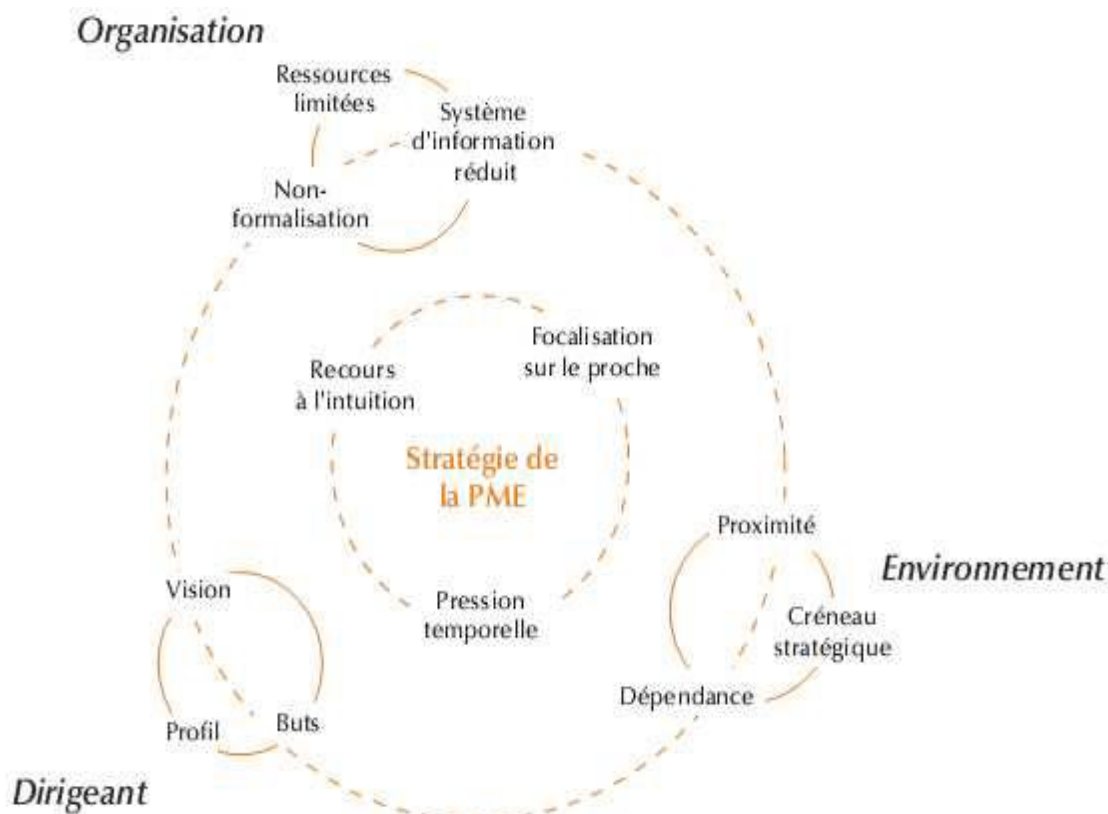 Organisation
Ressources
limitées
Système
d'information
réduit
Non-
formalisation
Focalisation
sur le proche
Recours
à l'intuition
Stratégie de
la PME
Proximité
Environnement
Vision
Pression
temporelle
Créneau
stratégique
Dépendance
Buts
Profil
Dirigeant